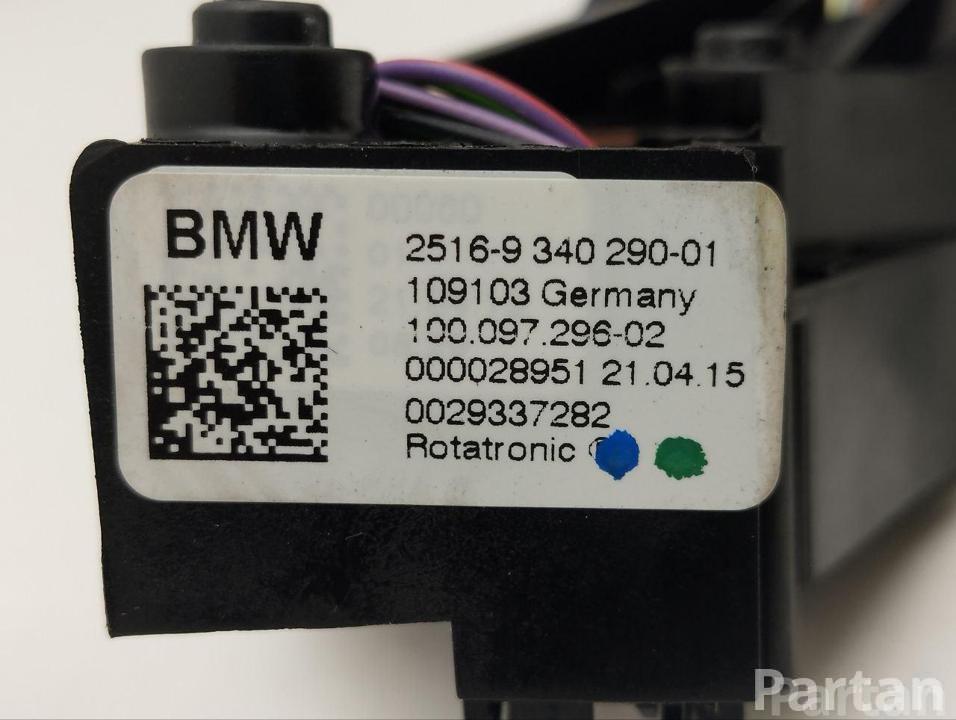 BMW
2516-9 340 290-01
109103 Germany
100.097.296-02
000028951 21.04.15
0029337282
Rotatronic
Partan